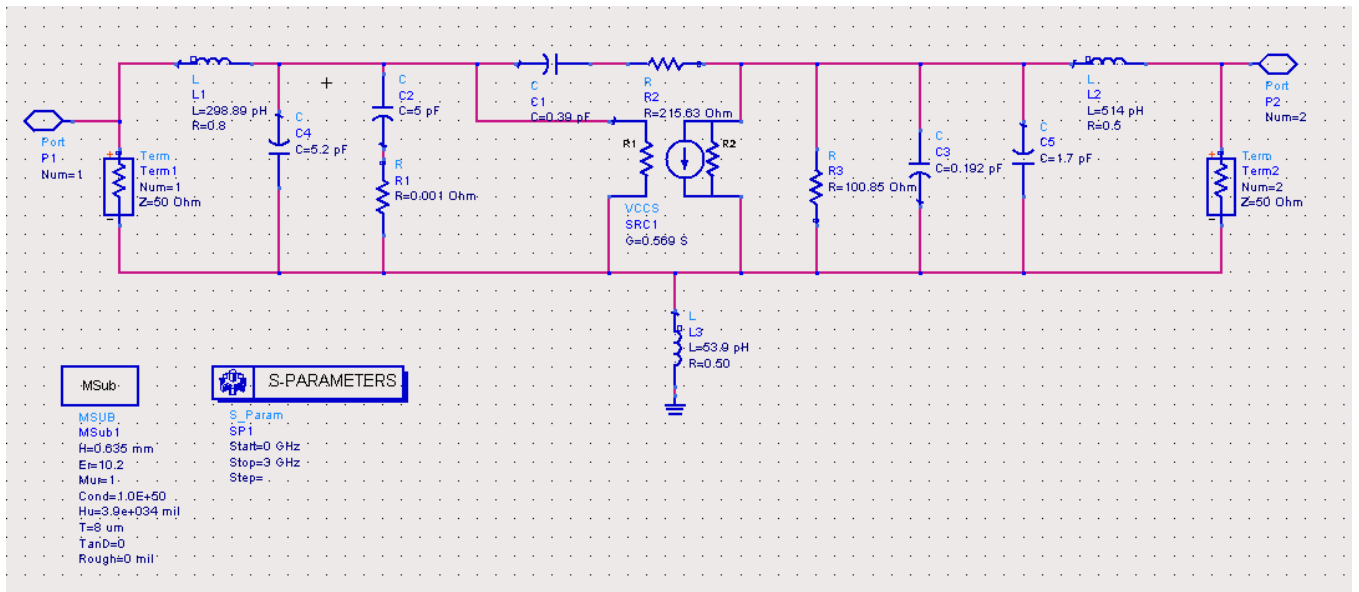 L
L1
L=298.89 pH
R=0.8
C
C4
C=5.2 pF
C
C2
C=5 pF
R
R1
R=0.001 Ohm
C
C1
C=0.39 pF
R
R2
R=215.63 Ohm
R1
R2
VCCS
SRC1
G=0.569 S
R
R3
R=100.85 Ohm
C
C3
C=0.192 pF
C
C5
C=1.7 pF
L
L2
L=514 pH
R=0.5
Port
P2
Num=2
Port
P1
Num=1
+
Term
Term1
Num=1
Z=50 Ohm
-
+
Term
Term2
Num=2
Z=50 Ohm
-
L
L3
L=53.9 pH
R=0.50
MSub
MSUB
MSub1
H=0.635 mm
Er=10.2
Mur=1
Cond=1.0E+50
Hu=3.9e+034 mil
T=8 um
TanD=0
Rough=0 mil
S-PARAMETERS
S_Param
SP1
Start=0 GHz
Stop=3 GHz
Step=